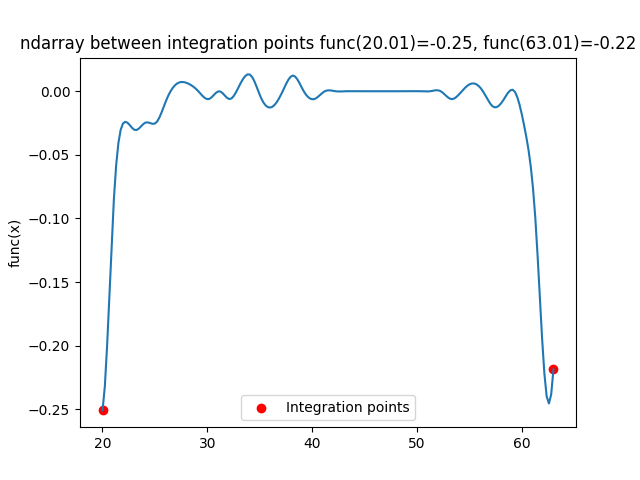 ndarray between integration points func(20.01)=-0.25, func(63.01)=-0.22
0.00
−0.05
−0.10
−0.15
−0.20
−0.25
func(x)
Integration points
20 30 40 50 60